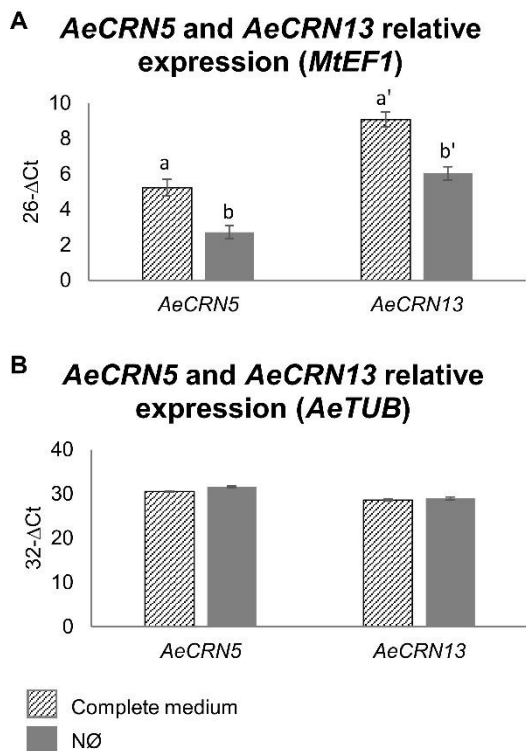 A
AeCRN5 and AeCRN13 relative
expression (MtEF1)
26-ΔCt
10
8
6
4
2
0
a
b
a'
b'
AeCRN5
AeCRN13
B
AeCRN5 and AeCRN13 relative
expression (AeTUB)
32-ΔCt
40
30
20
10
0
AeCRN5
AeCRN13
Complete medium
NØ